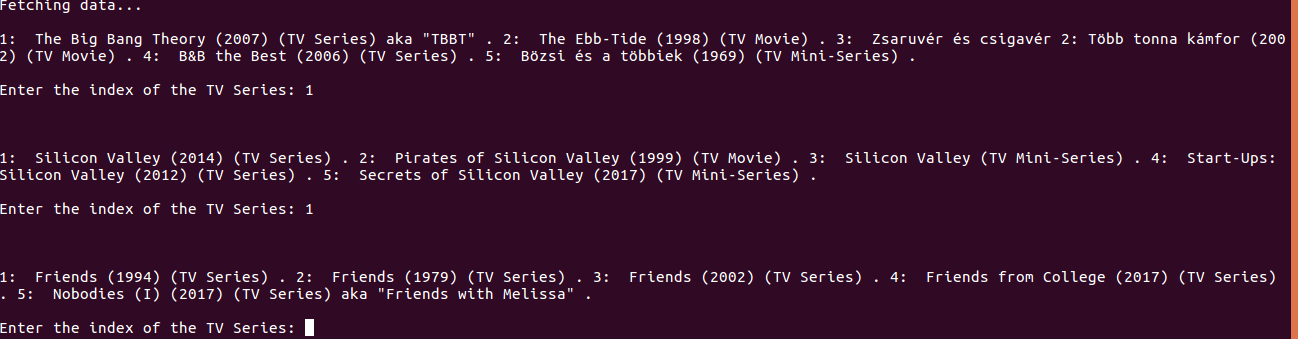 Fetching data...
1:  The Big Bang Theory (2007) (TV Series) aka "TBBT" . 2:  The Ebb-Tide (1998) (TV Movie) . 3:  Zsaruvér és csigavér 2: Több tonna kámfor (200
2) (TV Movie) . 4:  B&B the Best (2006) (TV Series) . 5:  Bözsi és a többiek (1969) (TV Mini-Series) .
Enter the index of the TV Series: 1
1:  Silicon Valley (2014) (TV Series) . 2:  Pirates of Silicon Valley (1999) (TV Movie) . 3:  Silicon Valley (TV Mini-Series) . 4:  Start-Ups:
Silicon Valley (2012) (TV Series) . 5:  Secrets of Silicon Valley (2017) (TV Mini-Series) .
Enter the index of the TV Series: 1
1:  Friends (1994) (TV Series) . 2:  Friends (1979) (TV Series) . 3:  Friends (2002) (TV Series) . 4:  Friends from College (2017) (TV Series)
. 5:  Nobodies (I) (2017) (TV Series) aka "Friends with Melissa" .
Enter the index of the TV Series: